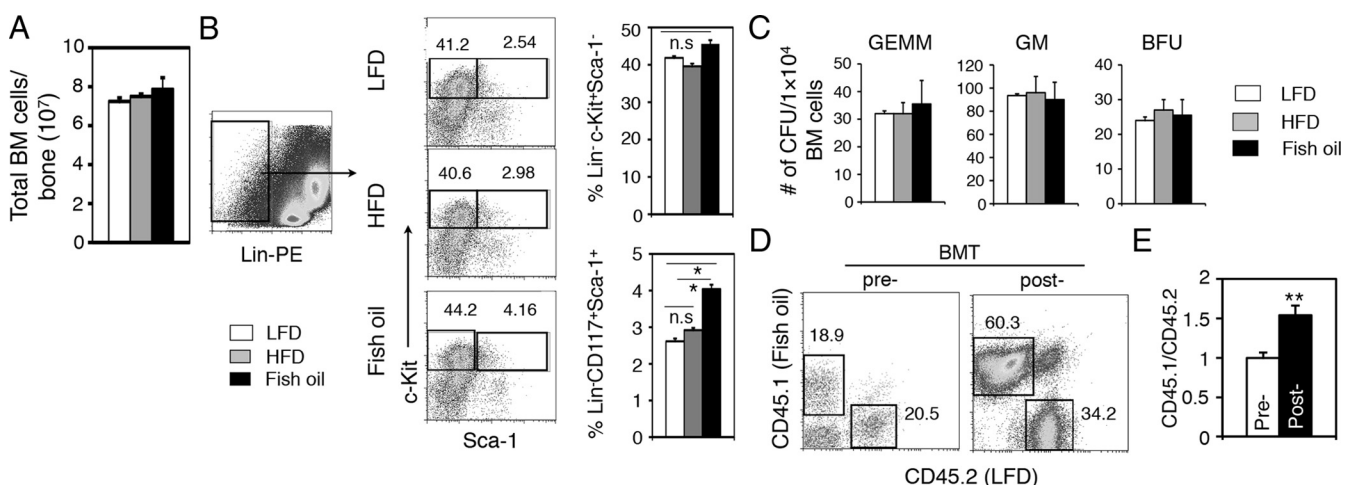 A
Total BM cells/
bone (10⁷)
10
8
6
4
2
0
B
Lin-PE
LFD
HFD
Fish oil
LFD
41.2
2.54
HFD
40.6
2.98
Fish oil
44.2
4.16
c-Kit
Sca-1
% Lin⁻ c-Kit⁺Sca-1⁻
50
40
30
20
10
0
n.s
% Lin⁻CD117⁺Sca-1⁺
5
4
3
2
1
0
*
*
n.s
C
# of CFU/1×10⁴
BM cells
GEMM
50
40
30
20
10
0
GM
120
100
80
60
40
20
0
BFU
40
30
20
10
0
LFD
HFD
Fish oil
D
BMT
pre-
post-
CD45.1 (Fish oil)
18.9
20.5
60.3
34.2
CD45.2 (LFD)
E
CD45.1/CD45.2
2
1.5
1
0.5
0
**
Pre-
Post-